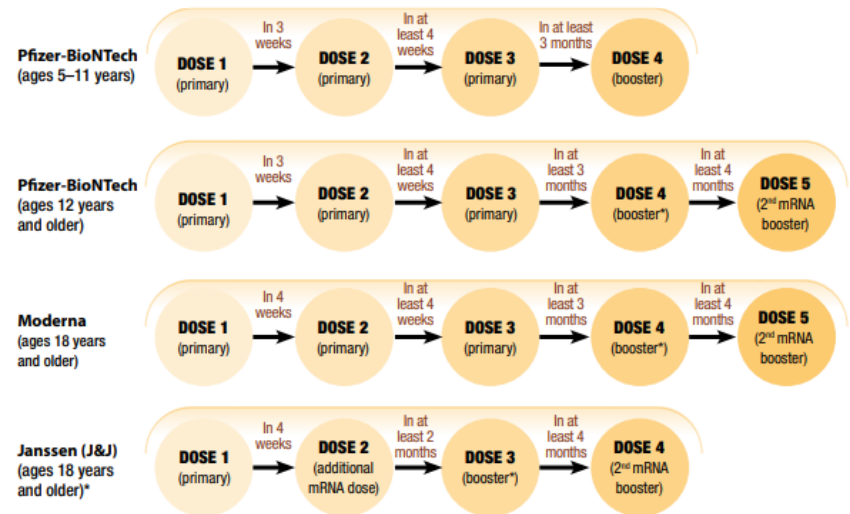 Pfizer-BioNTech
(ages 5–11 years)
DOSE 1
(primary)
In 3
weeks
DOSE 2
(primary)
In at
least 4
weeks
DOSE 3
(primary)
In at least
3 months
DOSE 4
(booster)
Pfizer-BioNTech
(ages 12 years
and older)
DOSE 1
(primary)
In 3
weeks
DOSE 2
(primary)
In at
least 4
weeks
DOSE 3
(primary)
In at
least 3
months
DOSE 4
(booster*)
In at
least 4
months
DOSE 5
(2nd mRNA
booster)
Moderna
(ages 18 years
and older)
DOSE 1
(primary)
In 4
weeks
DOSE 2
(primary)
In at
least 4
weeks
DOSE 3
(primary)
In at
least 3
months
DOSE 4
(booster*)
In at
least 4
months
DOSE 5
(2nd mRNA
booster)
Janssen (J&J)
(ages 18 years
and older)*
DOSE 1
(primary)
In 4
weeks
DOSE 2
(additional
mRNA dose)
In at
least 2
months
DOSE 3
(booster*)
In at
least 4
months
DOSE 4
(2nd mRNA
booster)